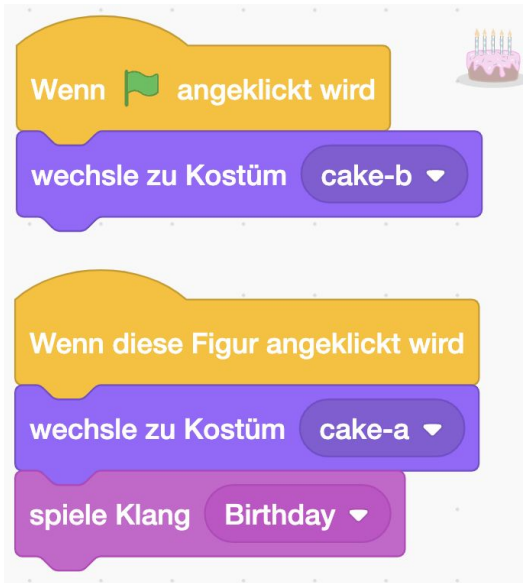 Wenn angeklickt wird
wechsle zu Kostüm cake-b
Wenn diese Figur angeklickt wird
wechsle zu Kostüm cake-a
spiele Klang Birthday